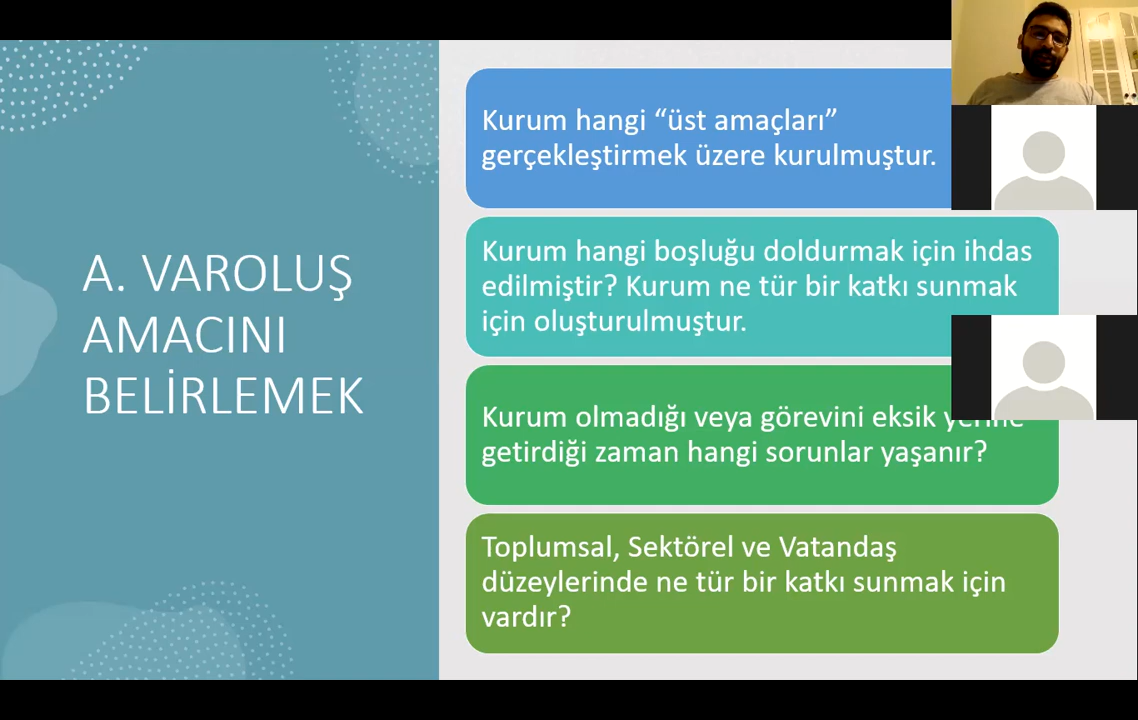 A. VAROLUŞ
AMACINI
BELİRLEMEK
Kurum hangi “üst amaçları”
gerçekleştirmek üzere kurulmuştur.
Kurum hangi boşluğu doldurmak için ihdas
edilmiştir? Kurum ne tür bir katkı sunmak
için oluşturulmuştur.
Kurum olmadığı veya görevini eksik yerine
getirdiği zaman hangi sorunlar yaşanır?
Toplumsal, Sektörel ve Vatandaş
düzeylerinde ne tür bir katkı sunmak için
vardır?